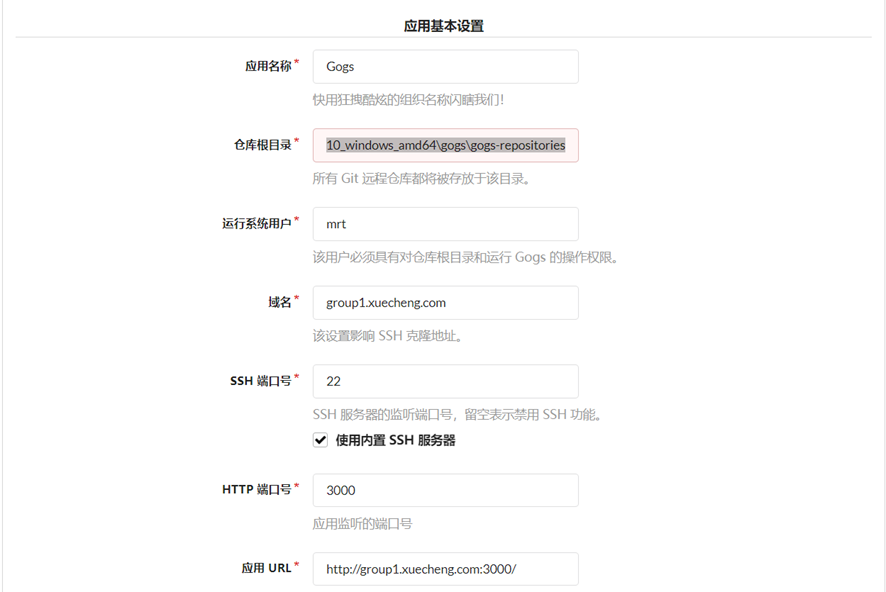 应用基本设置
应用名称*
Gogs
快用狂拽酷炫的组织名称闪瞎我们！
仓库根目录*
10_windows_amd64\gogs\gogs-repositories
所有 Git 远程仓库都将被存放于该目录。
运行系统用户*
mrt
该用户必须具有对仓库根目录和运行 Gogs 的操作权限。
域名*
group1.xuecheng.com
该设置影响 SSH 克隆地址。
SSH 端口号*
22
SSH 服务器的监听端口号，留空表示禁用 SSH 功能。
使用内置 SSH 服务器
HTTP 端口号*
3000
应用监听的端口号
应用 URL*
http://group1.xuecheng.com:3000/